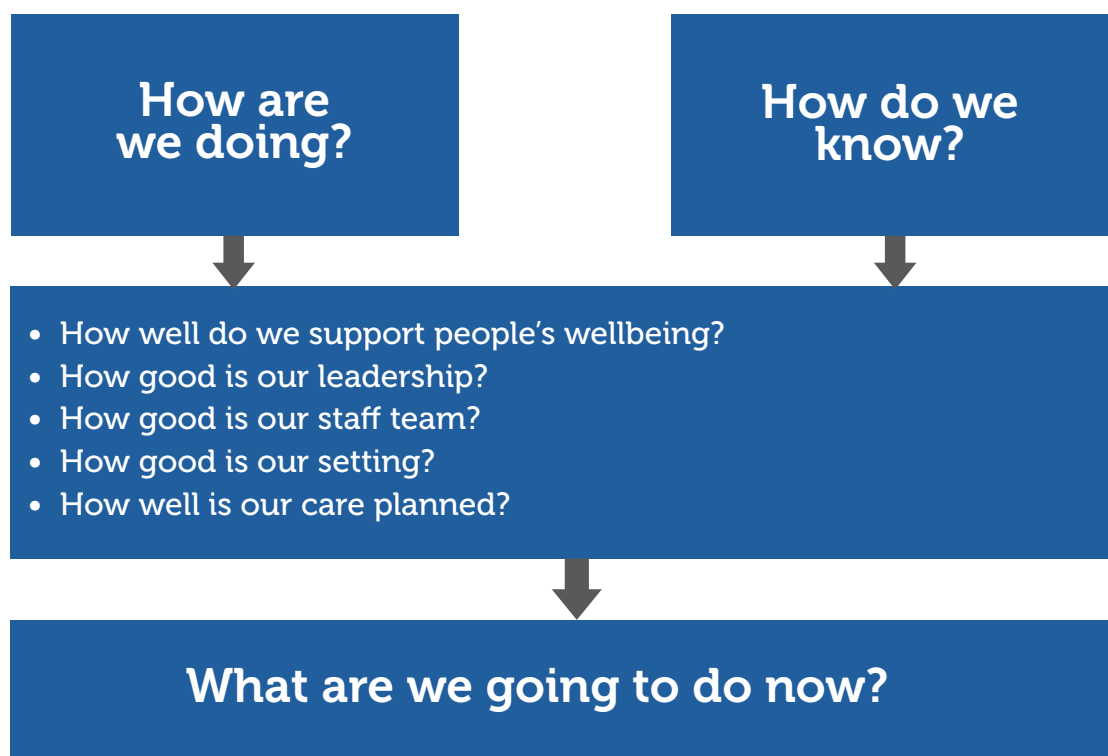 How are
we doing?
How do we
know?
• How well do we support people’s wellbeing?
• How good is our leadership?
• How good is our staff team?
• How good is our setting?
• How well is our care planned?
What are we going to do now?